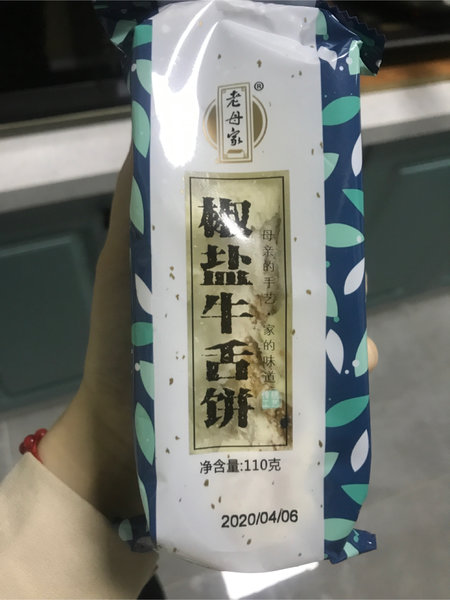 老母家
®
椒盐牛舌饼
母亲的手艺,家的味道
净含量:110克
2020/04/06